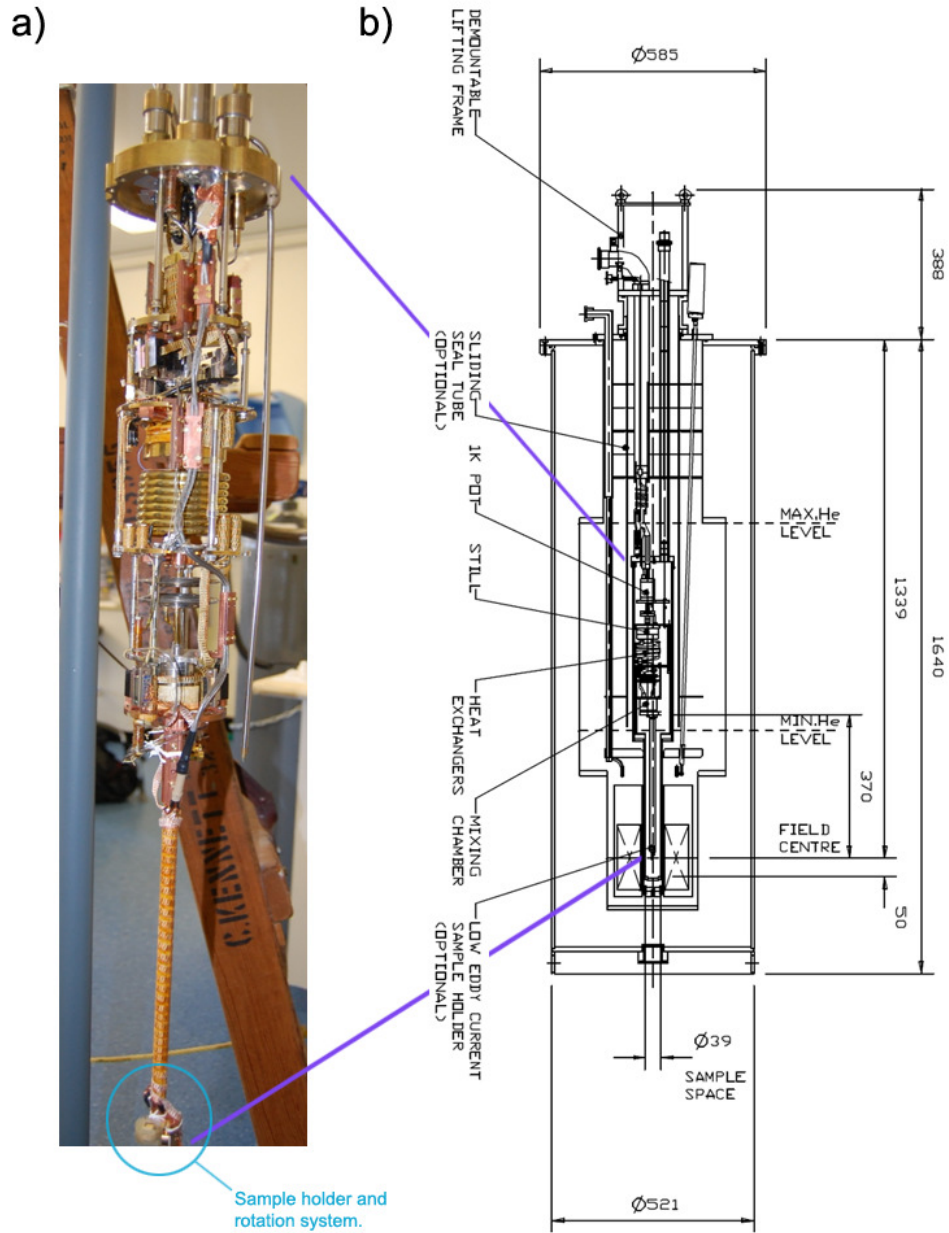 a)
b)
C.KENNETT
Sample holder and
rotation system.
DEMOUNTABLE
LIFTING FRAME
SLIDING
SEAL TUBE
(OPTIONAL)
1K POT
STILL
HEAT
EXCHANGERS
MIXING
CHAMBER
LOW EDDY CURRENT
SAMPLE HOLDER
(OPTIONAL)
Ø585
388
MAX.He
LEVEL
1339
1640
MIN.He
LEVEL
370
FIELD
CENTRE
50
Ø39
SAMPLE
SPACE
Ø521